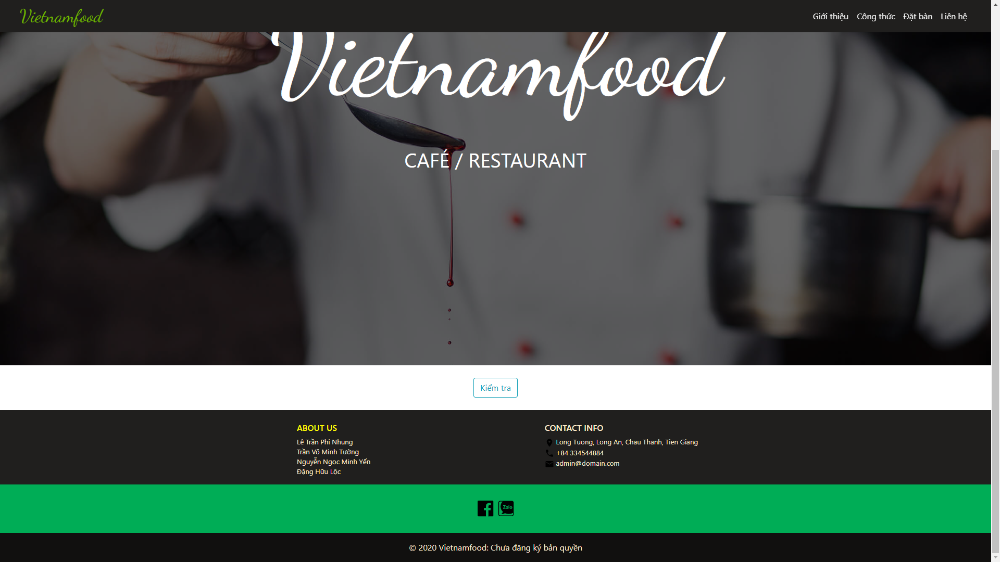 Vietnamfood
Giới thiệu Công thức Đặt bàn Liên hệ
Vietnamfood
CAFÉ / RESTAURANT
Kiểm tra
ABOUT US
Lê Trần Phi Nhung
Trần Võ Minh Tường
Nguyễn Ngọc Minh Yến
Đặng Hữu Lộc
CONTACT INFO
Long Tuong, Long An, Chau Thanh, Tien Giang
+84 334544884
admin@domain.com
Zalo
© 2020 Vietnamfood: Chưa đăng ký bản quyền